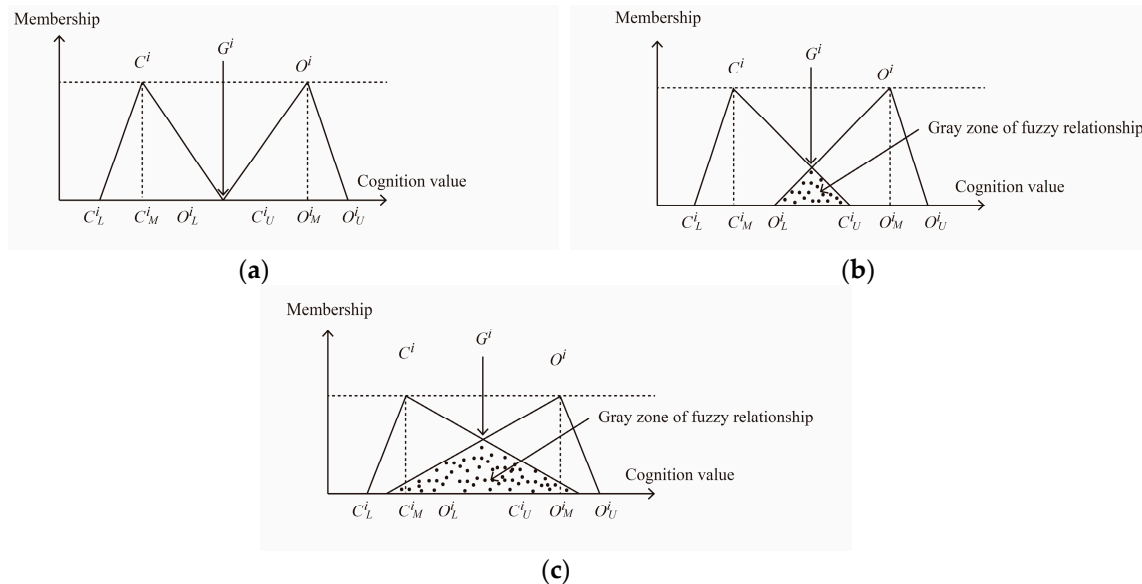 Membership
C^i
G^i
O^i
Cognition value
C^i_L C^i_M O^i_L C^i_U O^i_M O^i_U
(a)
Membership
C^i
G^i
O^i
Gray zone of fuzzy relationship
Cognition value
C^i_L C^i_M O^i_L C^i_U O^i_M O^i_U
(b)
Membership
C^i
G^i
O^i
Gray zone of fuzzy relationship
Cognition value
C^i_L C^i_M O^i_L C^i_U O^i_M O^i_U
(c)